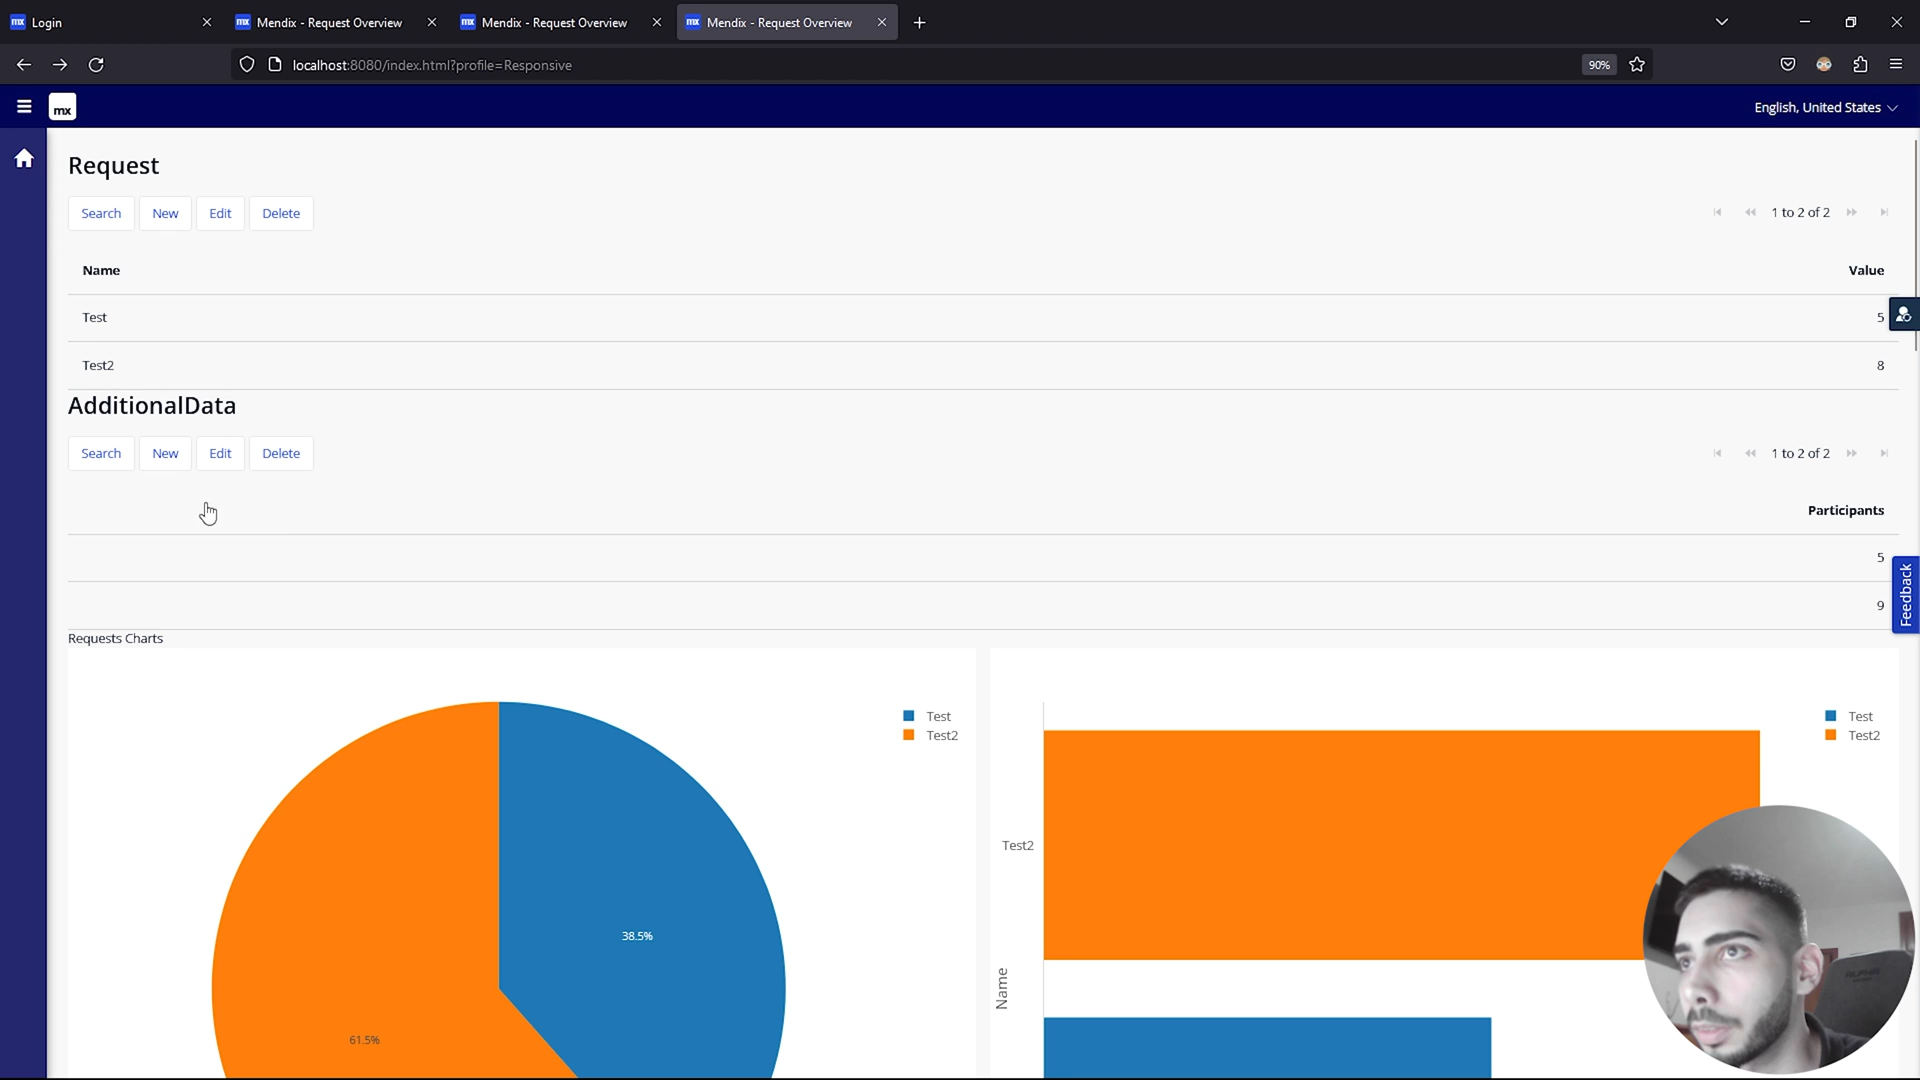 Login
Mendix - Request Overview
Mendix - Request Overview
Mendix - Request Overview
localhost:8080/index.html?profile=Responsive
90%
mx
English, United States
Request
Search New Edit Delete
1 to 2 of 2
Name Value
Test 5
Test2 8
AdditionalData
Search New Edit Delete
1 to 2 of 2
Participants
5
9
Feedback
Requests Charts
Test
Test2
38.5%
61.5%
Test
Test2
Test2
Name